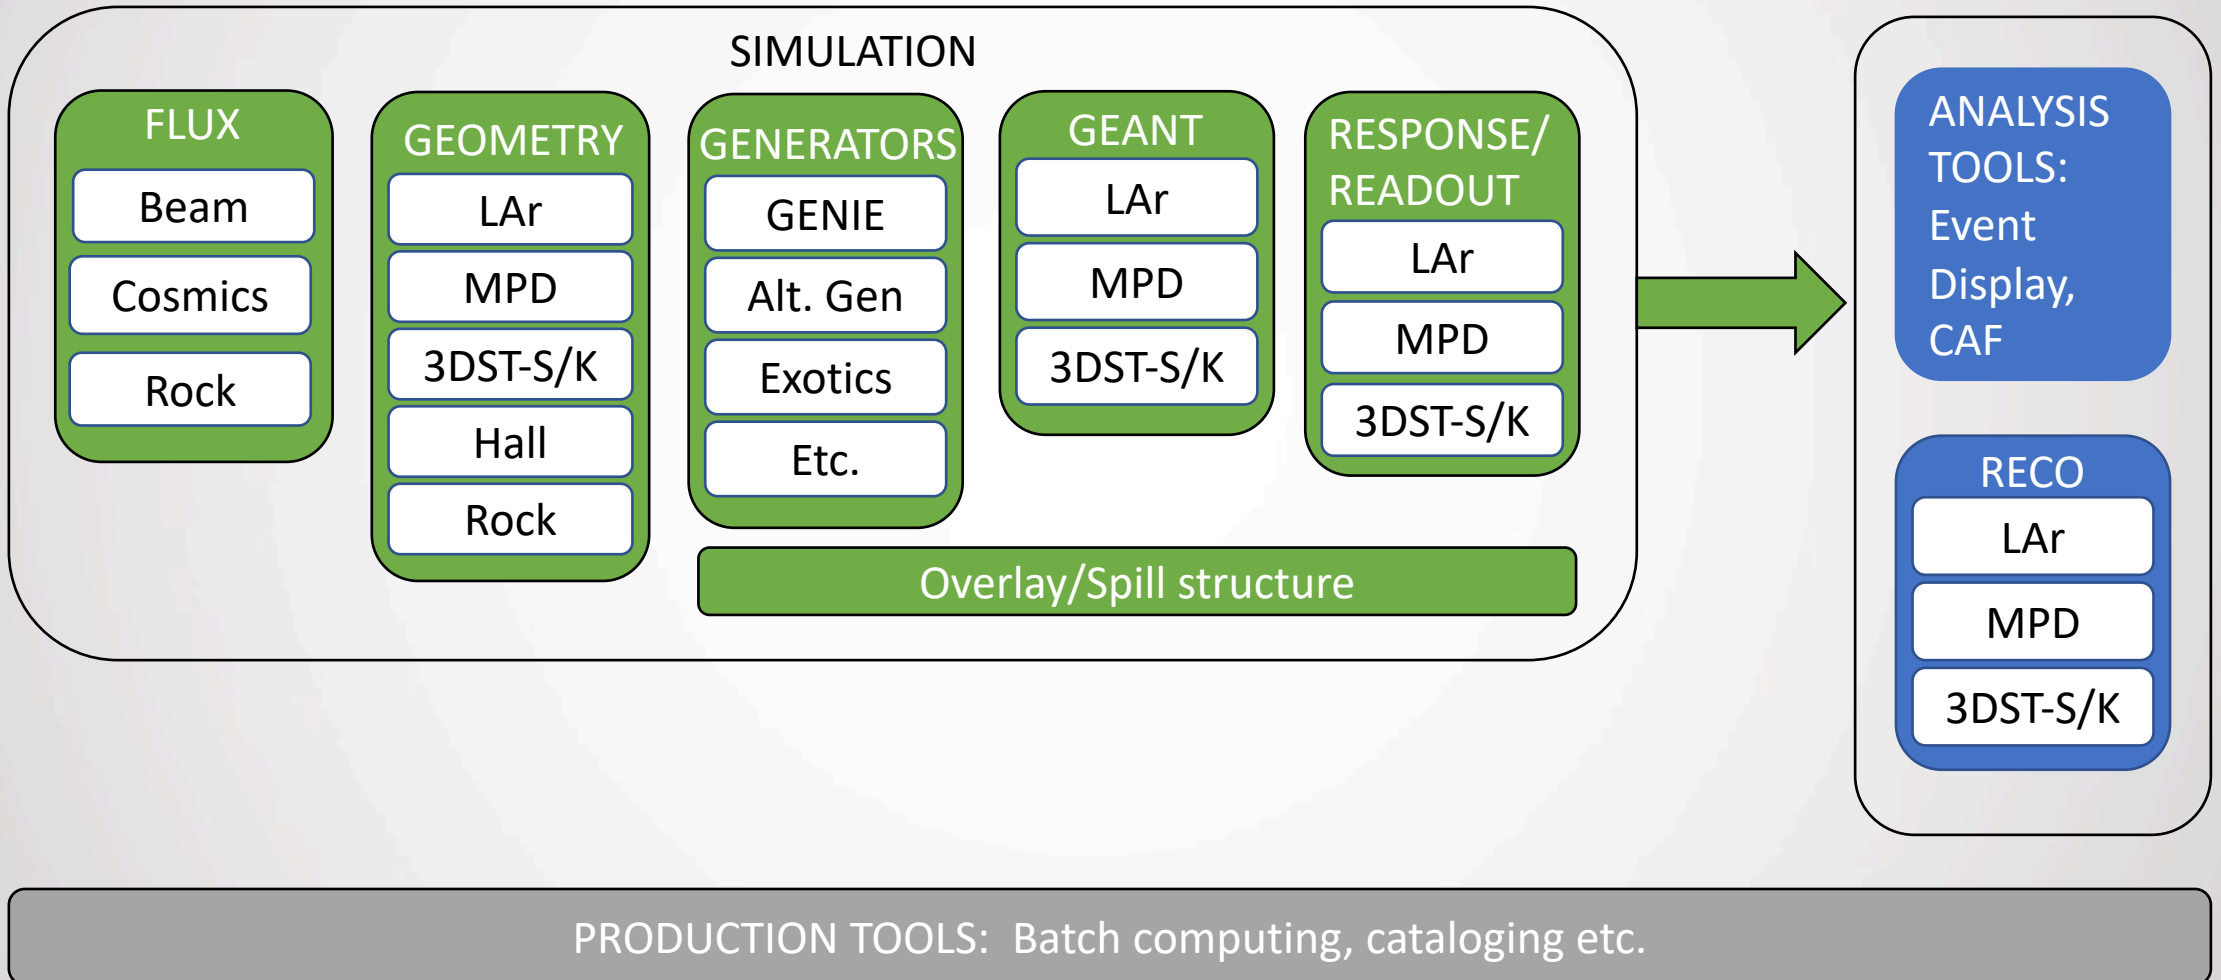 SIMULATION
FLUX
Beam
Cosmics
Rock
GEOMETRY
LAr
MPD
3DST-S/K
Hall
Rock
GENERATORS
GENIE
Alt. Gen
Exotics
Etc.
GEANT
LAr
MPD
3DST-S/K
RESPONSE/
READOUT
LAr
MPD
3DST-S/K
Overlay/Spill structure
ANALYSIS
TOOLS:
Event
Display,
CAF
RECO
LAr
MPD
3DST-S/K
PRODUCTION TOOLS: Batch computing, cataloging etc.